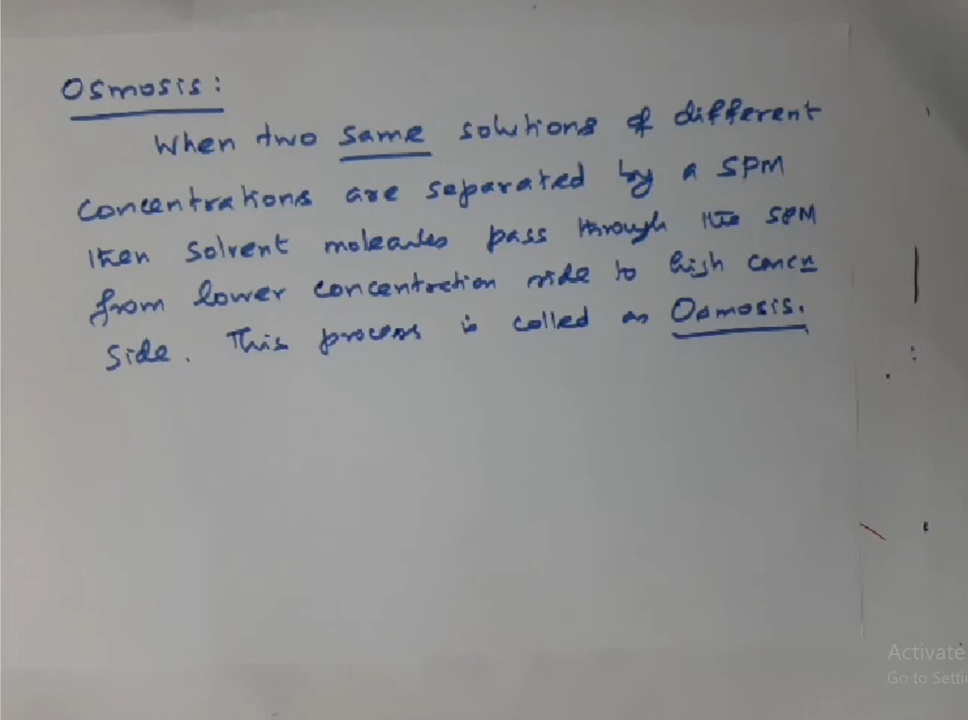 Osmosis:
When two same solutions of different
concentrations are separated by a SPM
then solvent molecules pass through the SPM
from lower concentration side to high concn
side. This process is called as Osmosis.
Activate
Go to Setti